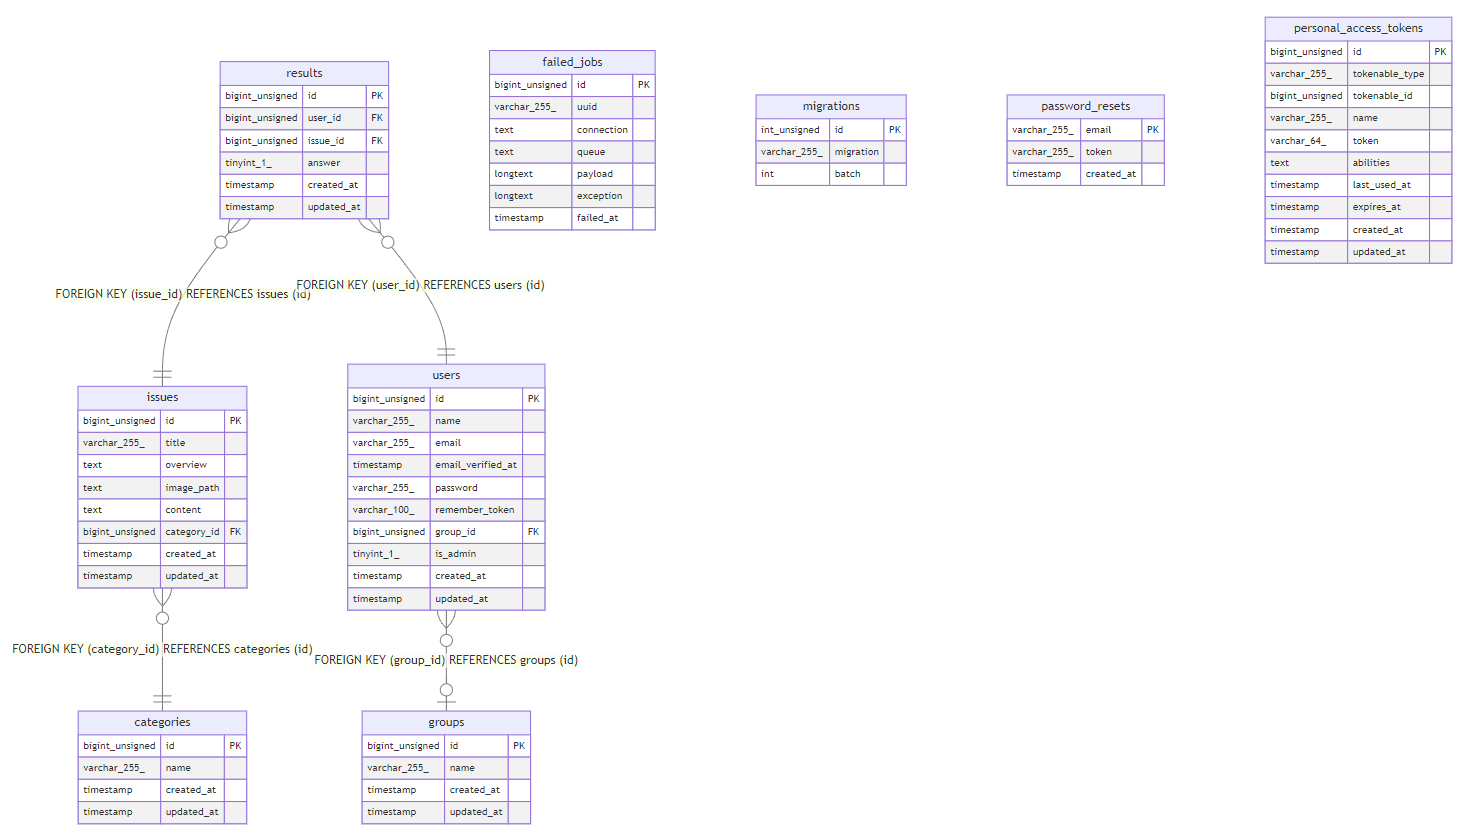 results
bigint_unsigned id PK
bigint_unsigned user_id FK
bigint_unsigned issue_id FK
tinyint_1_ answer
timestamp created_at
timestamp updated_at
failed_jobs
bigint_unsigned id PK
varchar_255_ uuid
text connection
text queue
longtext payload
longtext exception
timestamp failed_at
migrations
int_unsigned id PK
varchar_255_ migration
int batch
password_resets
varchar_255_ email PK
varchar_255_ token
timestamp created_at
personal_access_tokens
bigint_unsigned id PK
varchar_255_ tokenable_type
bigint_unsigned tokenable_id
varchar_255_ name
varchar_64_ token
text abilities
timestamp last_used_at
timestamp expires_at
timestamp created_at
timestamp updated_at
FOREIGN KEY (issue_id) REFERENCES issues (id)
FOREIGN KEY (user_id) REFERENCES users (id)
issues
bigint_unsigned id PK
varchar_255_ title
text overview
text image_path
text content
bigint_unsigned category_id FK
timestamp created_at
timestamp updated_at
users
bigint_unsigned id PK
varchar_255_ name
varchar_255_ email
timestamp email_verified_at
varchar_255_ password
varchar_100_ remember_token
bigint_unsigned group_id FK
tinyint_1_ is_admin
timestamp created_at
timestamp updated_at
FOREIGN KEY (category_id) REFERENCES categories (id)
FOREIGN KEY (group_id) REFERENCES groups (id)
categories
bigint_unsigned id PK
varchar_255_ name
timestamp created_at
timestamp updated_at
groups
bigint_unsigned id PK
varchar_255_ name
timestamp created_at
timestamp updated_at